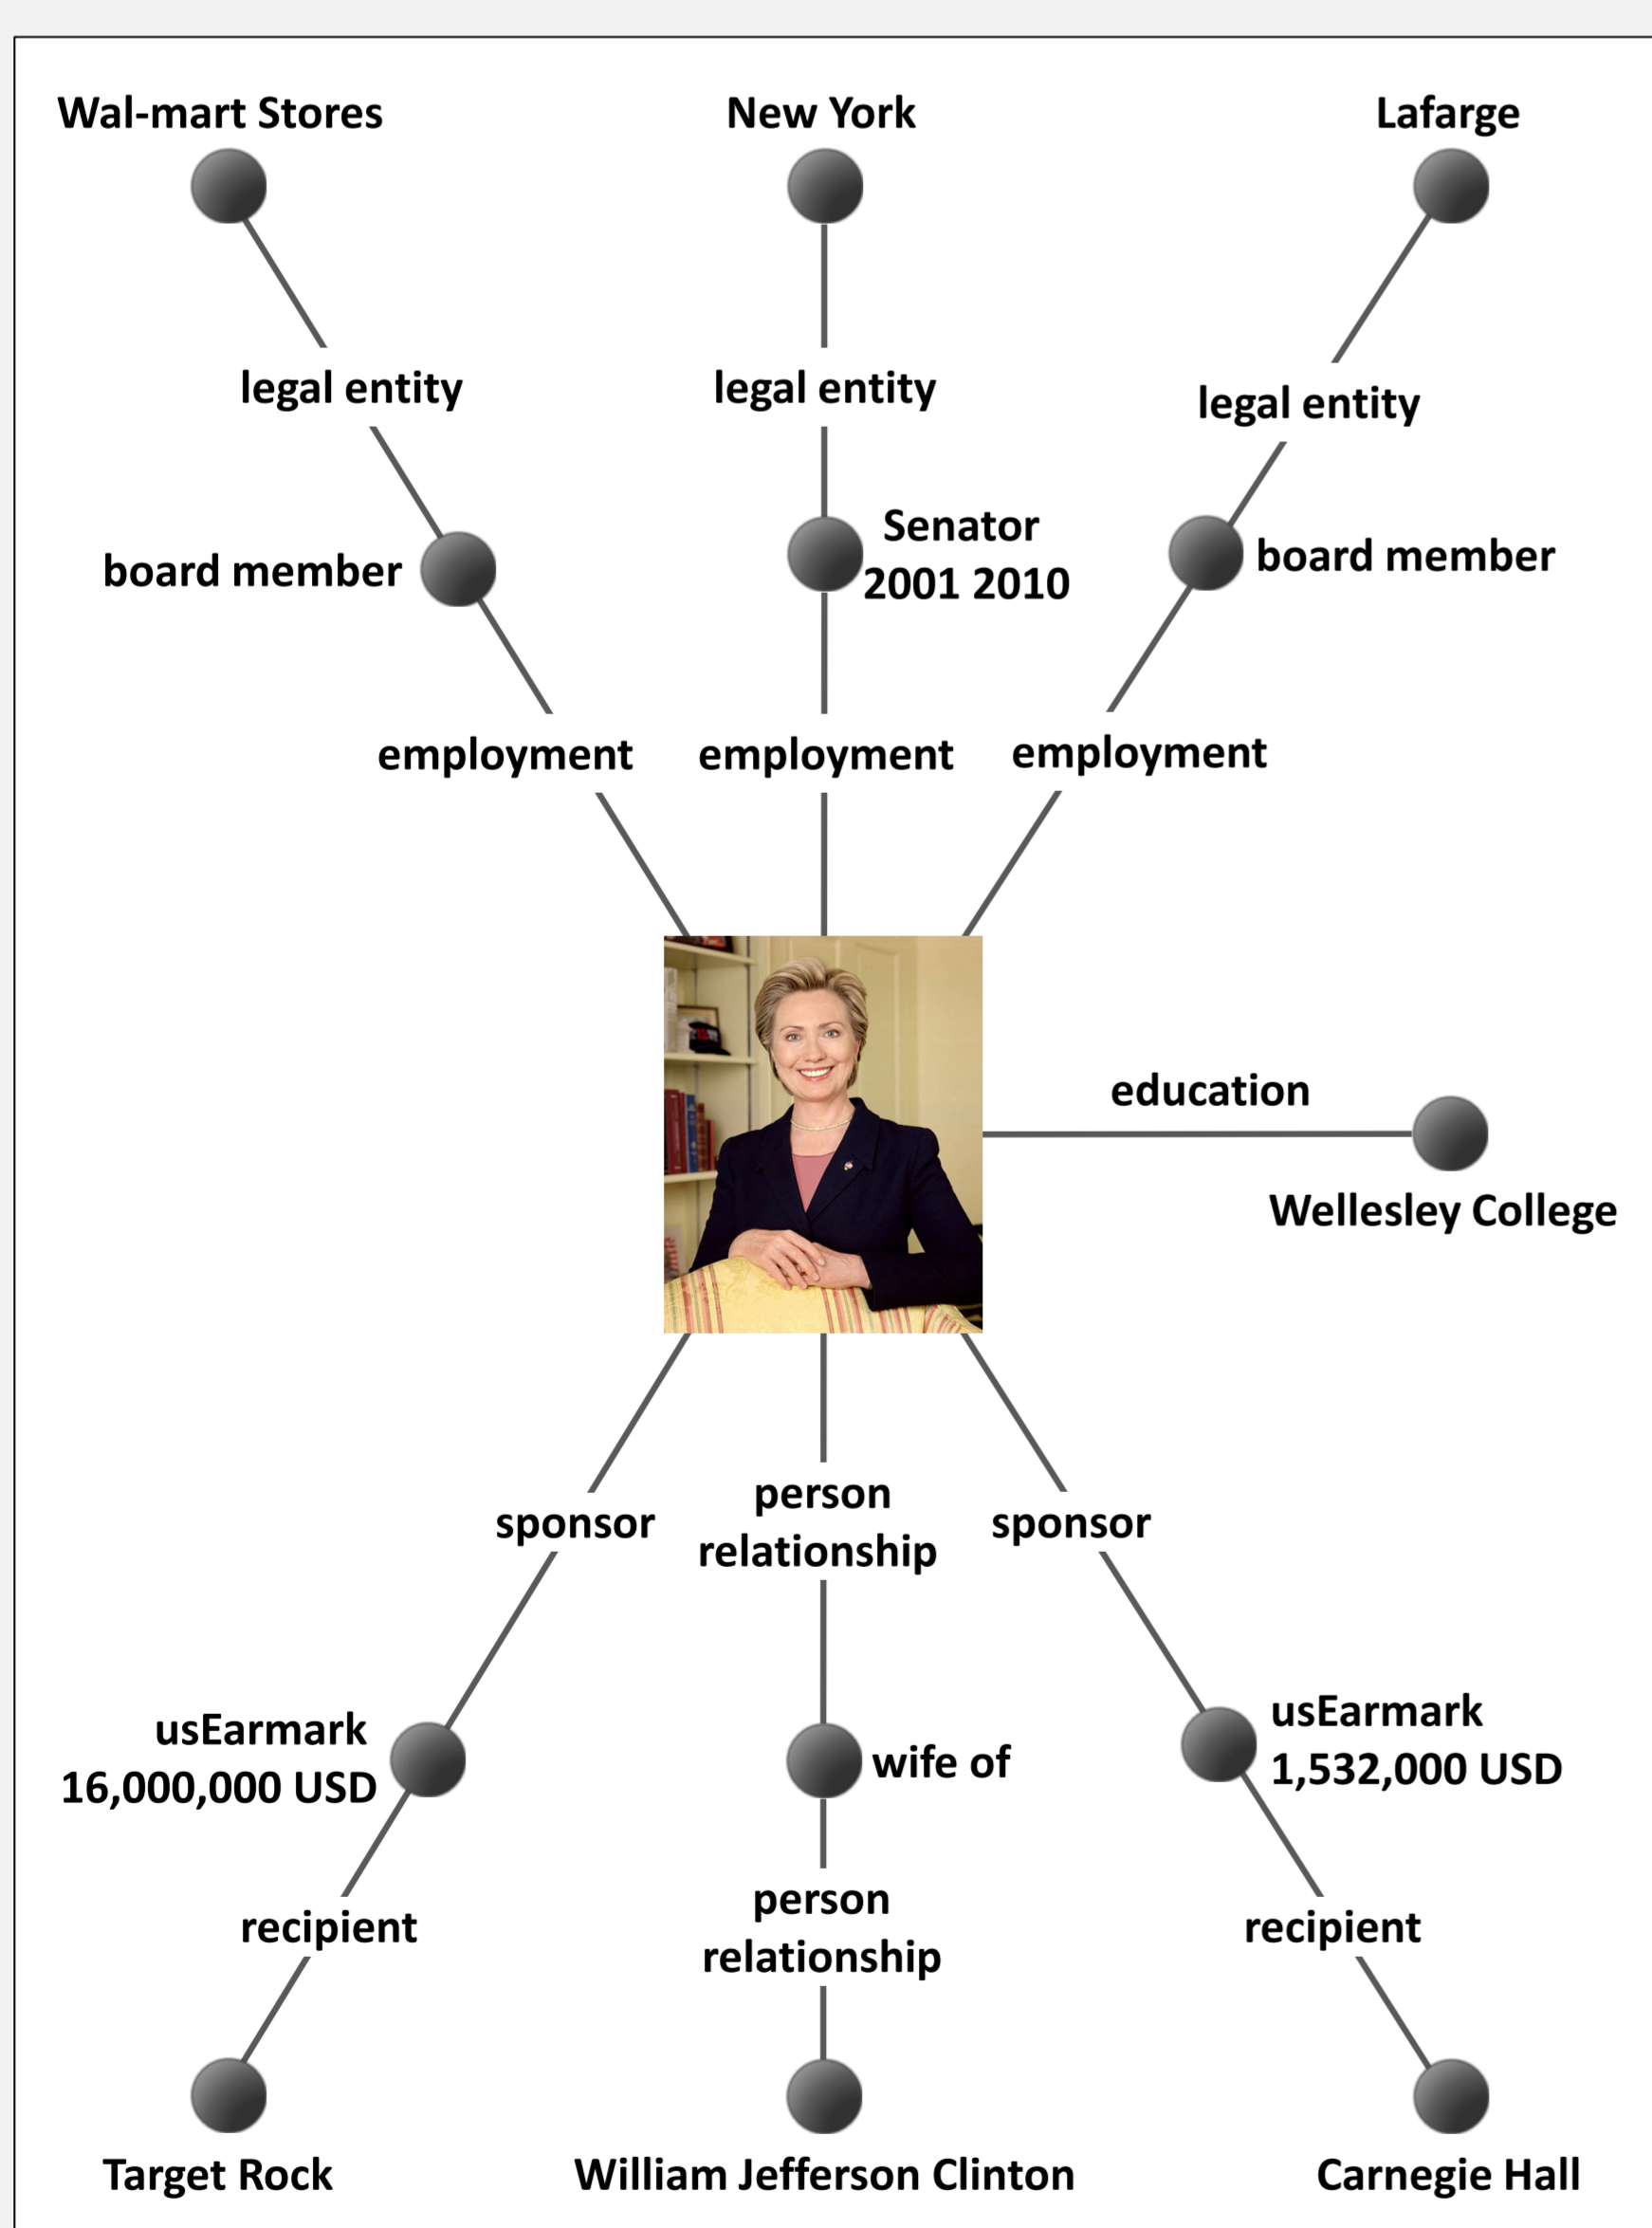 Wal-mart Stores
New York
Lafarge
legal entity
legal entity
legal entity
board member
Senator
2001 2010
board member
employment
employment
employment
education
Wellesley College
sponsor
person
relationship
sponsor
usEarmark
16,000,000 USD
wife of
usEarmark
1,532,000 USD
recipient
person
relationship
recipient
Target Rock
William Jefferson Clinton
Carnegie Hall